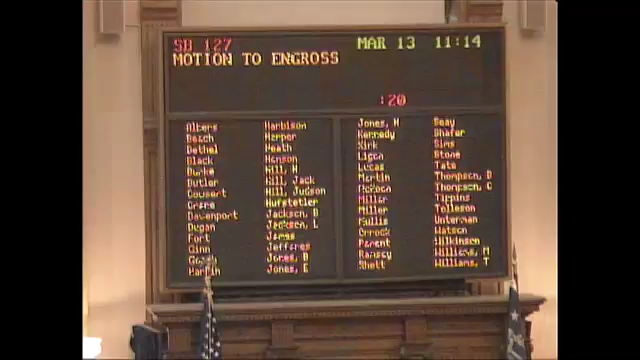 SB 127 MAR 13 11:14
MOTION TO ENGROSS
:20
Albers
Beach
Bethel
Black
Burke
Butler
Cowsert
Crane
Davenport
Dugan
Fort
Ginn
Gooch
Hamrin
Harbison
Harper
Heath
Henson
Hill, H
Hill, Jack
Hill, Judson
Hufstetler
Jackson, B
Jackson, L
James
Jeffares
Jones, B
Jones, E
Jones, H
Kennedy
Kirk
Ligon
Lucas
Martin
McKoon
Miller
Miller
Mullis
Orrock
Parent
Ramsey
Rhett
Seay
Shafer
Sims
Stone
Tate
Thompson, B
Thompson, C
Tippins
Tolleson
Unterman
Watson
Wilkinson
Williams, M
Williams, T